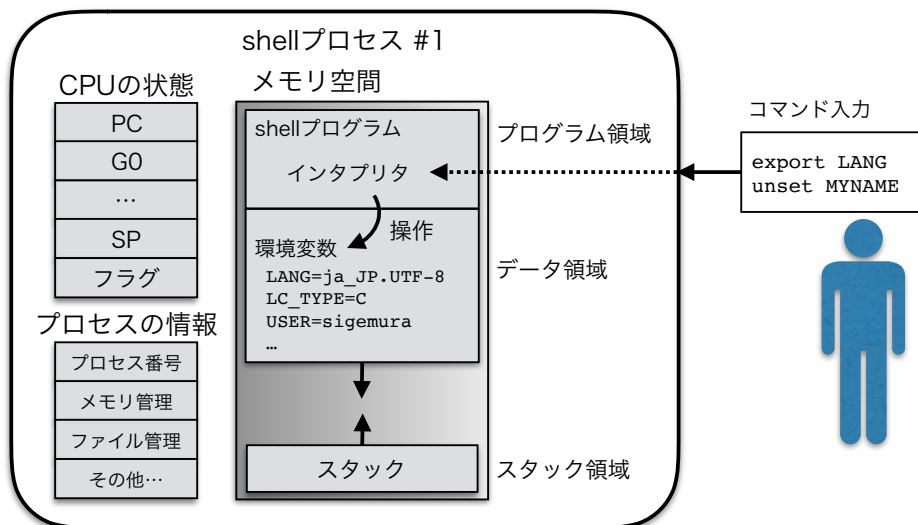 shellプロセス #1
CPUの状態
PC
G0
…
SP
フラグ
プロセスの情報
プロセス番号
メモリ管理
ファイル管理
その他…
メモリ空間
shellプログラム
インタプリタ
操作
環境変数
LANG=ja_JP.UTF-8
LC_TYPE=C
USER=sigemura
…
スタック
プログラム領域
データ領域
スタック領域
コマンド入力
export LANG
unset MYNAME